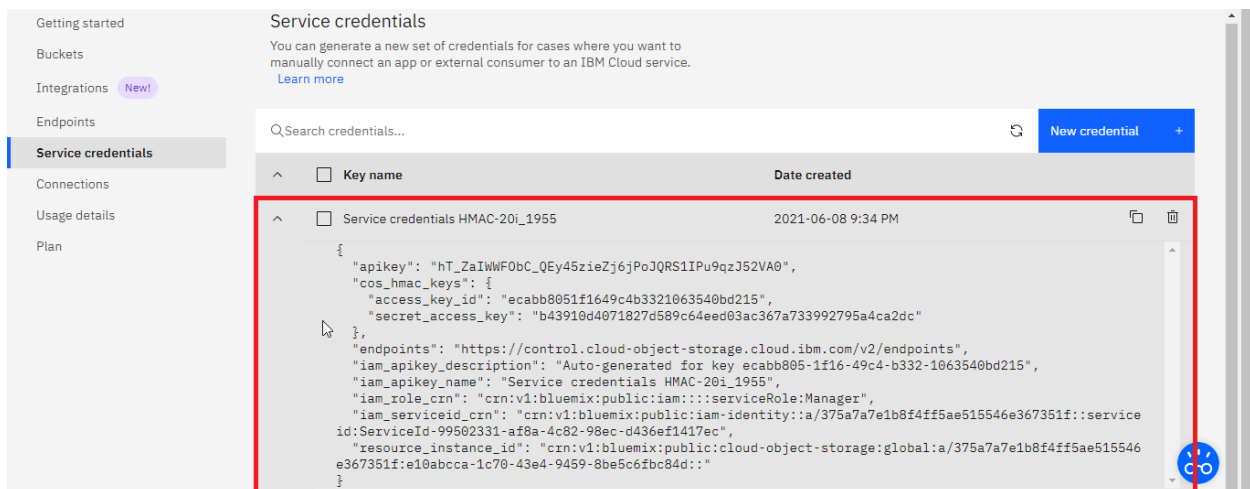 Getting started
Buckets
Integrations New!
Endpoints
Service credentials
Connections
Usage details
Plan
Service credentials
You can generate a new set of credentials for cases where you want to
manually connect an app or external consumer to an IBM Cloud service.
Learn more
Search credentials...
New credential +
Key name Date created
Service credentials HMAC-20i_1955 2021-06-08 9:34 PM
{
"apikey": "hT_ZaIWWFObC_QEy45zieZj6jPoJQRS1IPu9qzJ52VA0",
"cos_hmac_keys": {
"access_key_id": "ecabb8051f1649c4b3321063540bd215",
"secret_access_key": "b43910d4071827d589c64eed03ac367a733992795a4ca2dc"
},
"endpoints": "https://control.cloud-object-storage.cloud.ibm.com/v2/endpoints",
"iam_apikey_description": "Auto-generated for key ecabb805-1f16-49c4-b332-1063540bd215",
"iam_apikey_name": "Service credentials HMAC-20i_1955",
"iam_role_crn": "crn:v1:bluemix:public:iam::::serviceRole:Manager",
"iam_serviceid_crn": "crn:v1:bluemix:public:iam-identity::a/375a7a7e1b8f4ff5ae515546e367351f::service
id:ServiceId-99502331-af8a-4c82-98ec-d436ef1417ec",
"resource_instance_id": "crn:v1:bluemix:public:cloud-object-storage:global:a/375a7a7e1b8f4ff5ae515546
e367351f:e10abcca-1c70-43e4-9459-8be5c6fbc84d::"
}